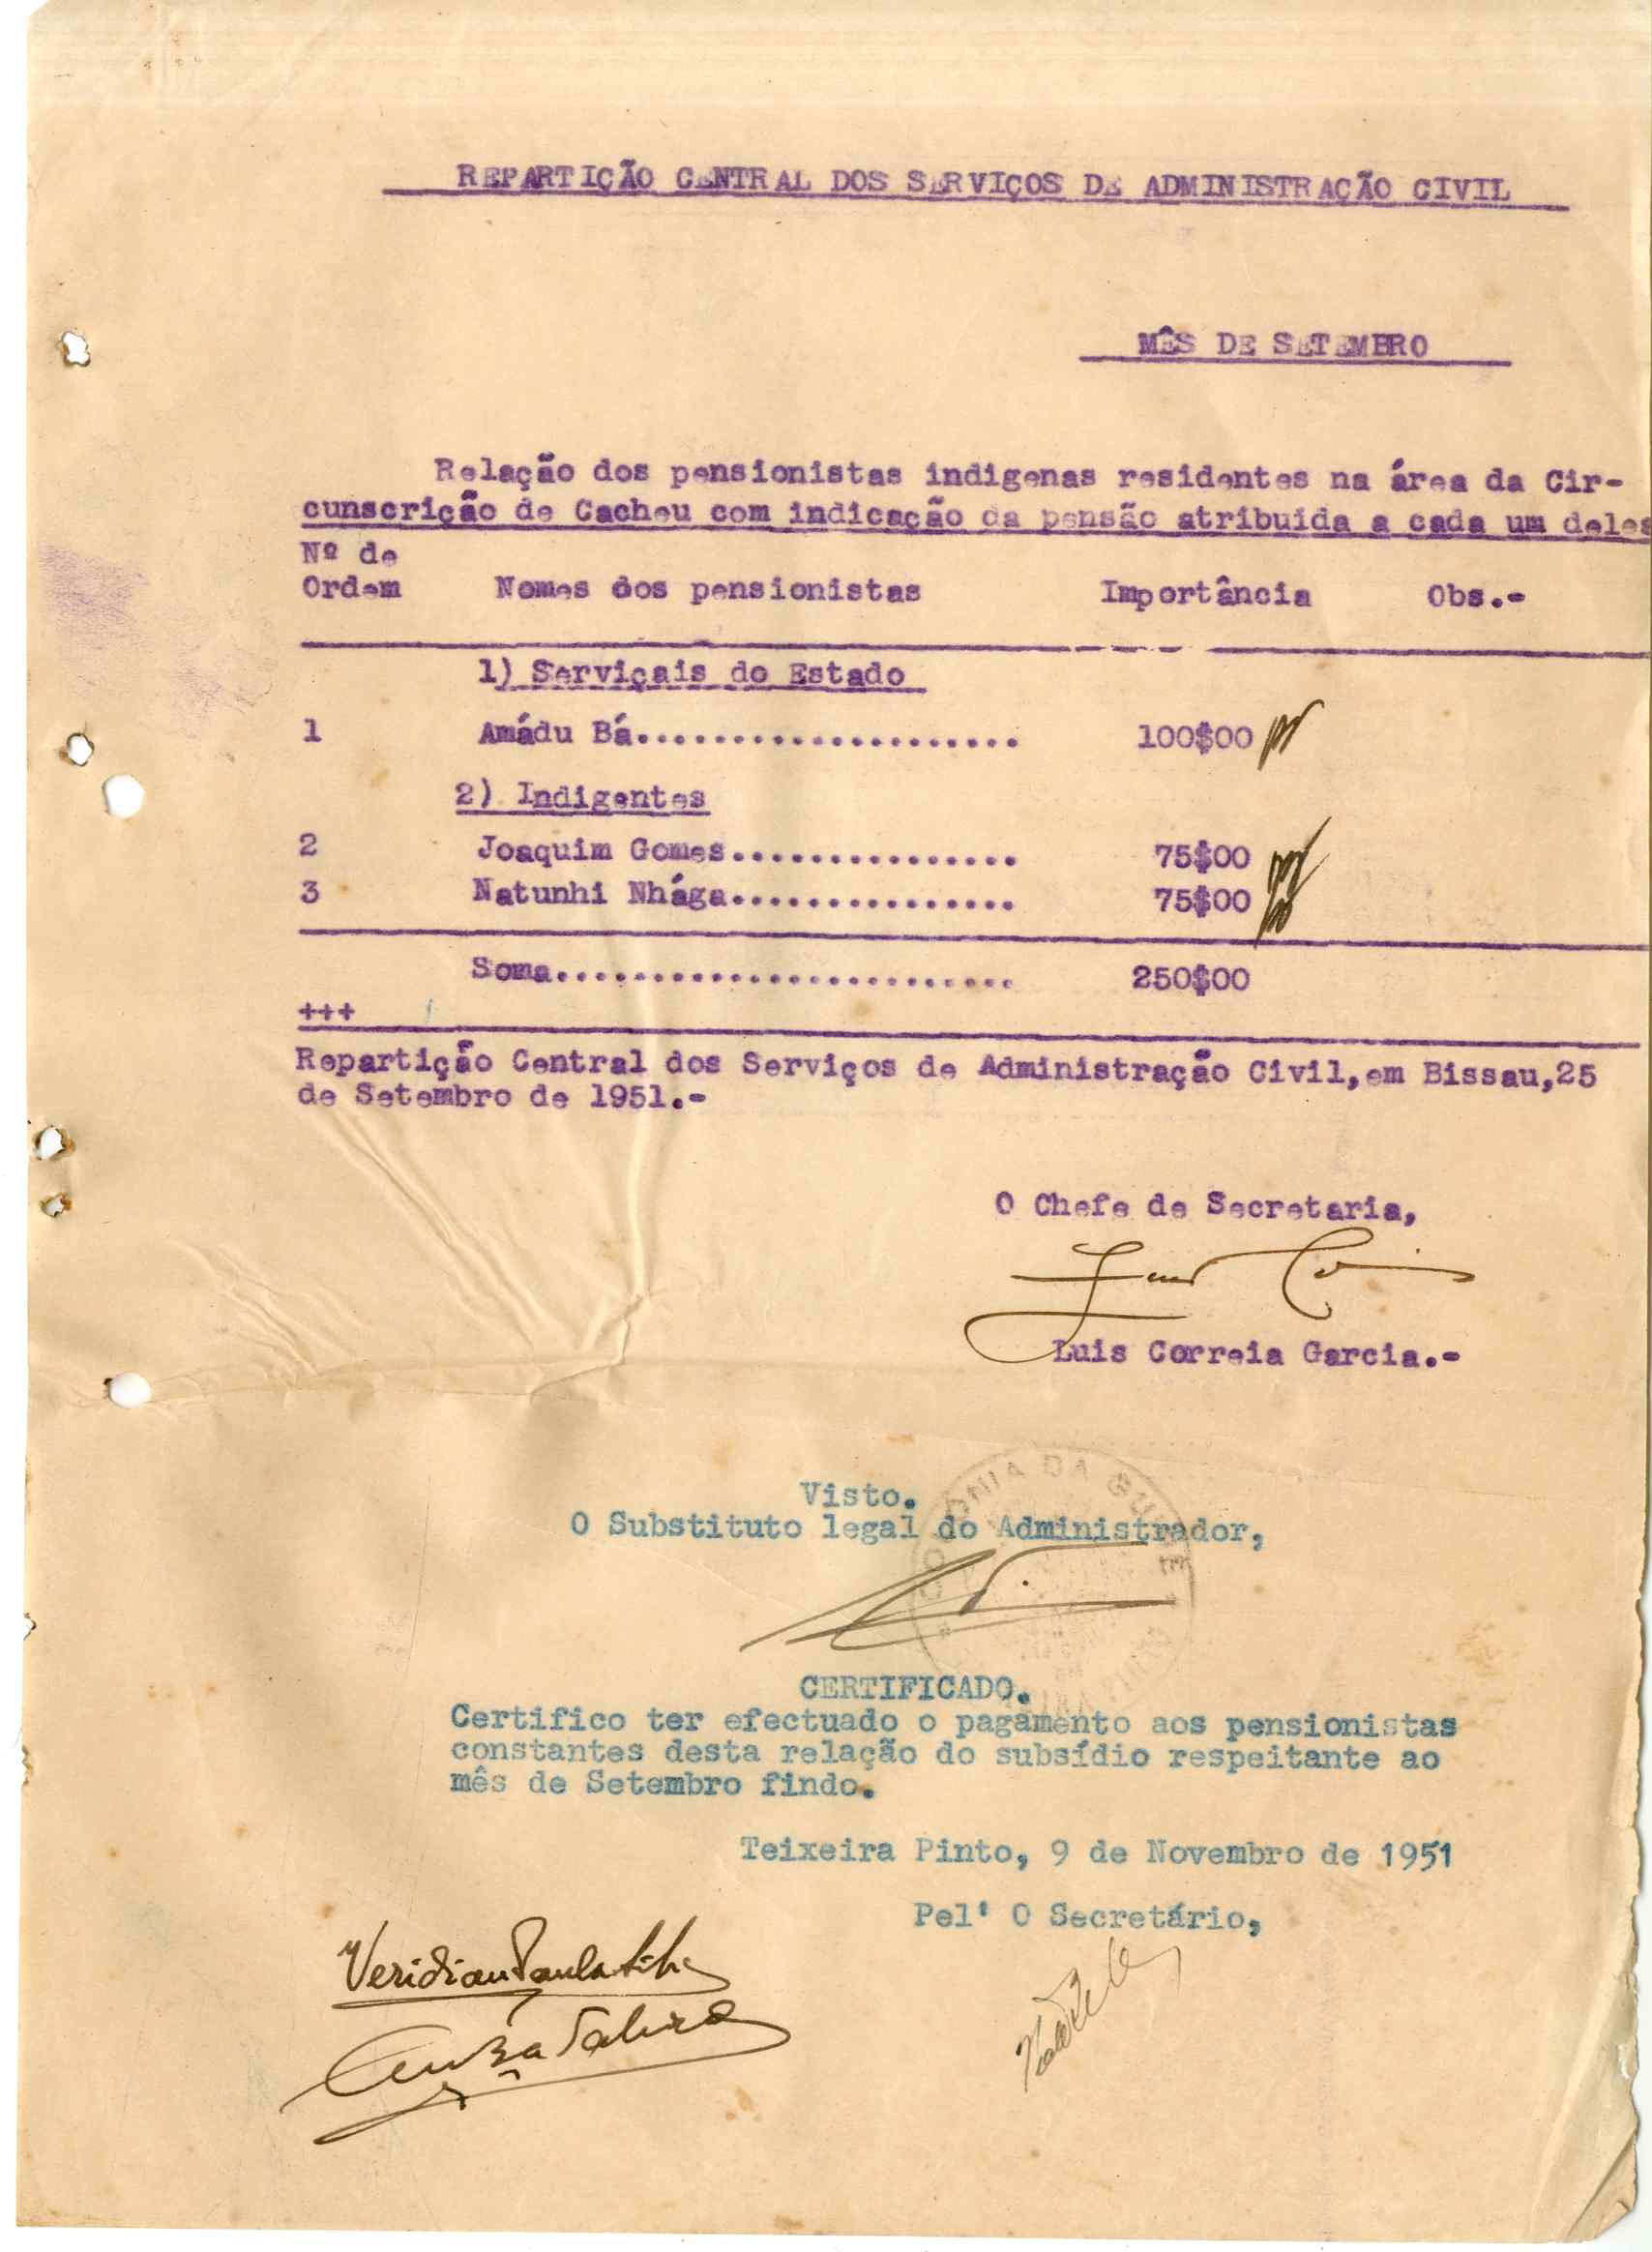 REPARTIÇÃO CENTRAL DOS SERVIÇOS DE ADMINISTRAÇÃO CIVIL
MÊS DE SETEMBRO
Relação dos pensionistas indigenas residentes na área da Cir-
cunscrição de Cacheu com indicação da pensão atribuida a cada um deles
Nº de
Ordem Nomes dos pensionistas Importância Obs.-
1) Serviçais do Estado
1 Amádu Bá..................... 100$00
2) Indigentes
2 Joaquim Gomes............... 75$00
3 Natunhi Nhága............... 75$00
Soma........................ 250$00
+++
Repartição Central dos Serviços de Administração Civil,em Bissau,25
de Setembro de 1951.-
O Chefe de Secretaria,
Luis Correia Garcia.-
Visto.
O Substituto legal do Administrador,
COLONIA DA GUINÉ
CERTIFICADO.
Certifico ter efectuado o pagamento aos pensionistas
constantes desta relação do subsídio respeitante ao
mês de Setembro findo.
Teixeira Pinto, 9 de Novembro de 1951
Pel' O Secretário,